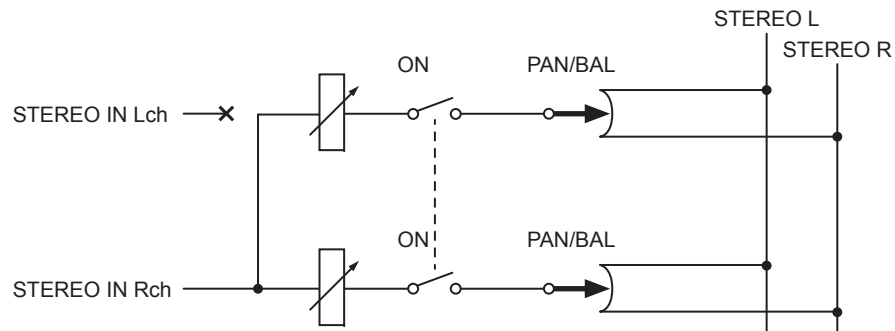 STEREO L
STEREO R
ON
PAN/BAL
STEREO IN Lch
ON
PAN/BAL
STEREO IN Rch